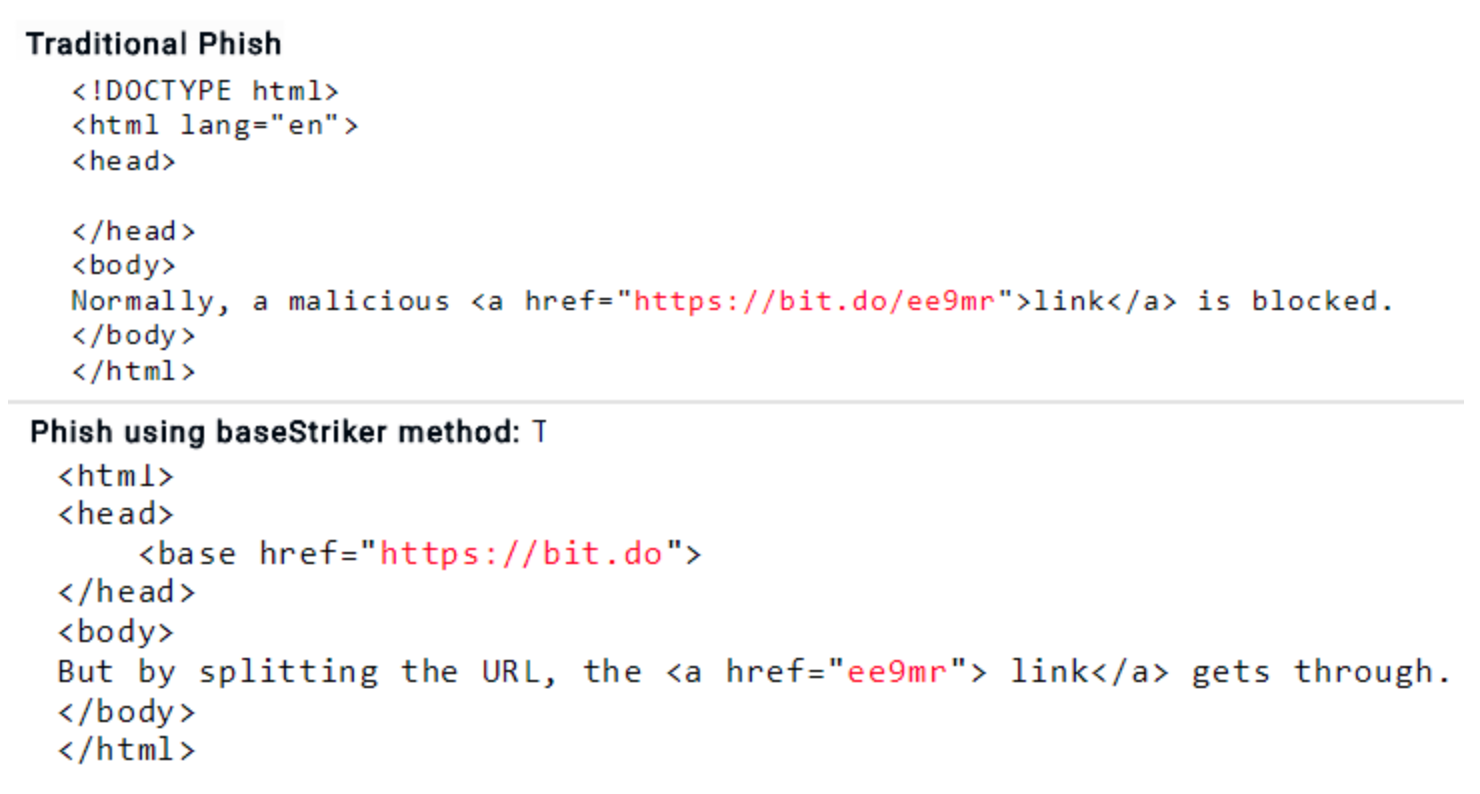 Traditional Phish
<!DOCTYPE html>
<html lang="en">
<head>
</head>
<body>
Normally, a malicious <a href="https://bit.do/ee9mr">link</a> is blocked.
</body>
</html>
Phish using baseStriker method: T
<html>
<head>
<base href="https://bit.do">
</head>
<body>
But by splitting the URL, the <a href="ee9mr"> link</a> gets through.
</body>
</html>